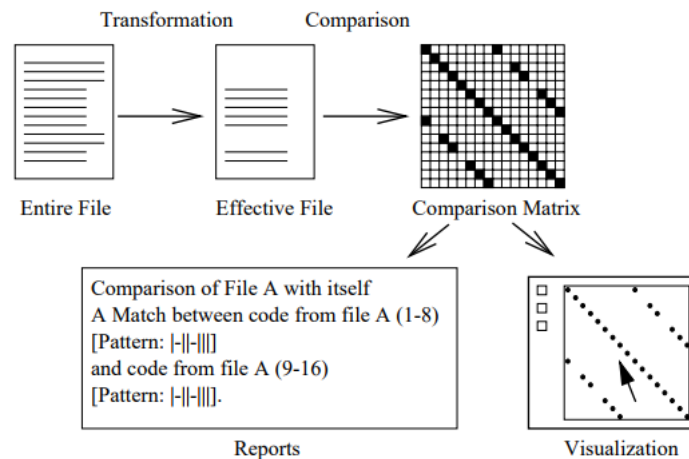 Transformation
Comparison
Entire File
Effective File
Comparison Matrix
Comparison of File A with itself
A Match between code from file A (1-8)
[Pattern: |-||-|||]
and code from file A (9-16)
[Pattern: |-||-|||].
Reports
Visualization